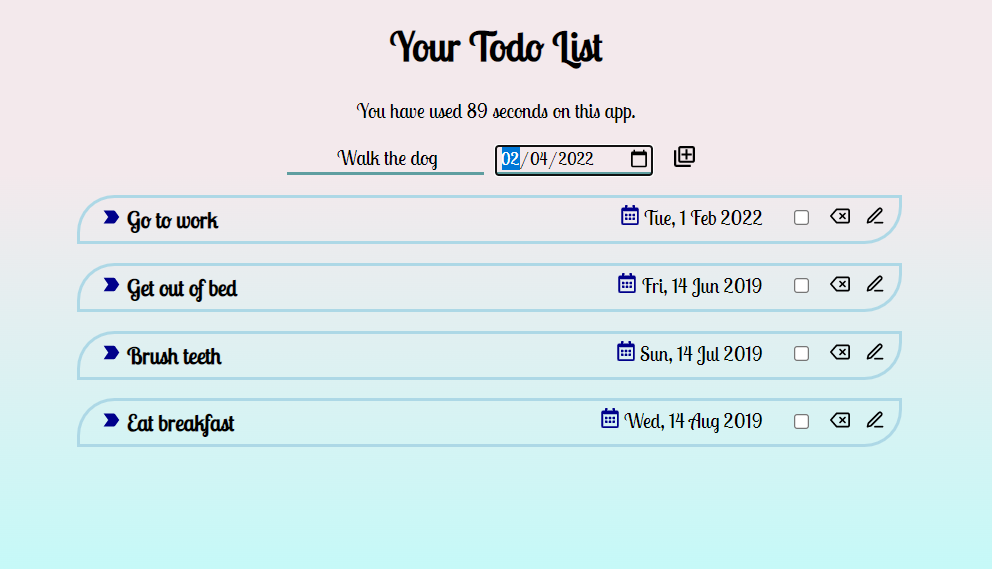 Your Todo List
You have used 89 seconds on this app.
Walk the dog 02/04/2022
Go to work Tue, 1 Feb 2022
Get out of bed Fri, 14 Jun 2019
Brush teeth Sun, 14 Jul 2019
Eat breakfast Wed, 14 Aug 2019